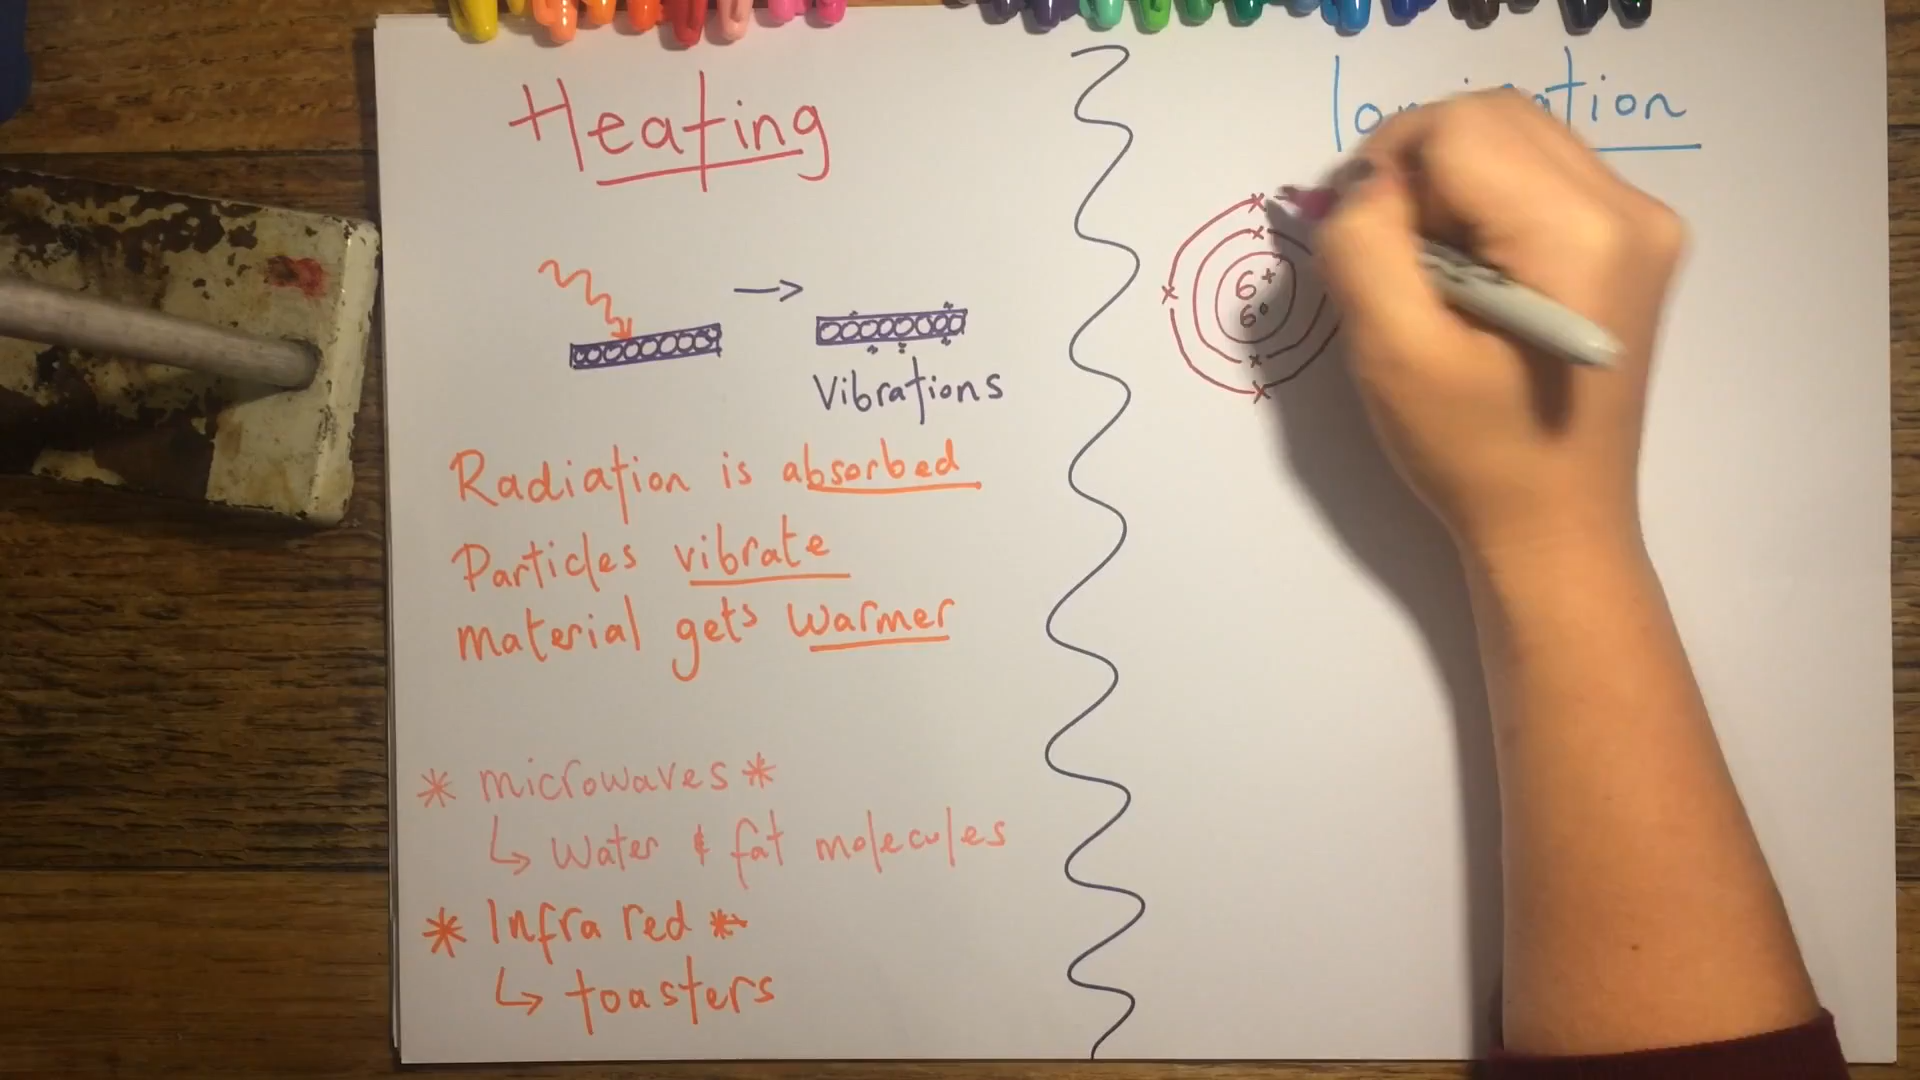 Heating
Vibrations
Radiation is absorbed
Particles vibrate
material gets warmer
* microwaves *
↳ Water & fat molecules
* Infra red *
↳ toasters
6+
6°